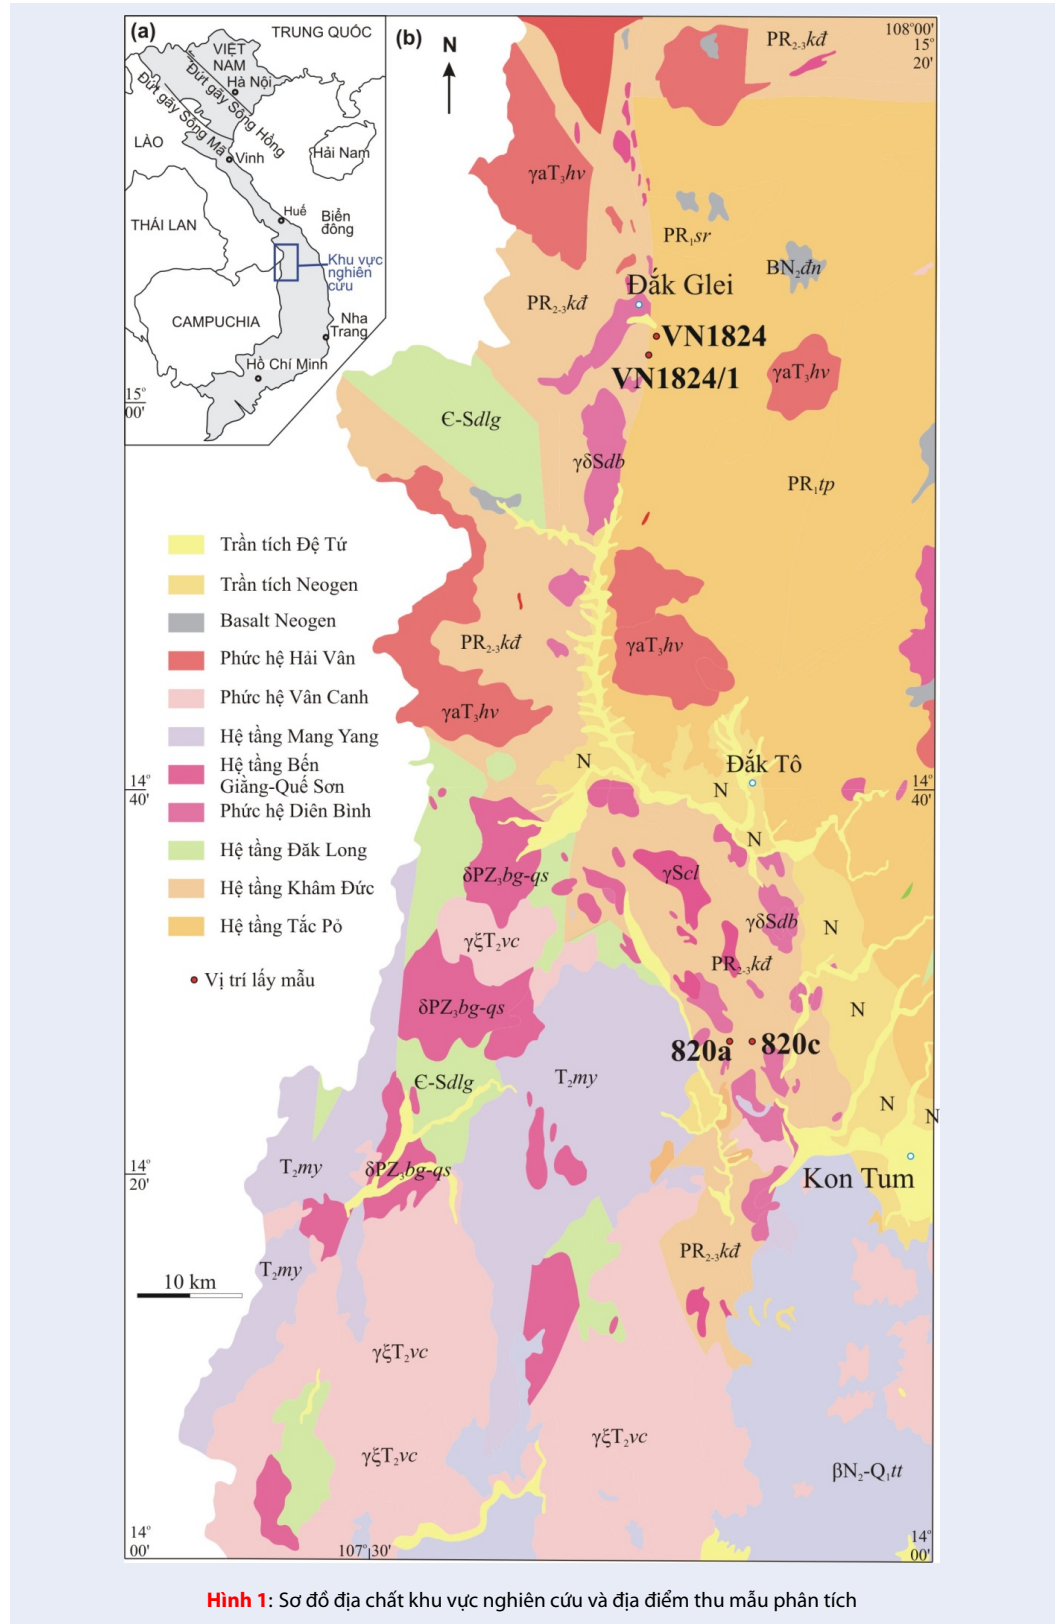 (a)
TRUNG QUỐC
VIỆT
NAM
Hà Nội
Đứt gãy Sông Hồng
Đứt gãy Sông Mã
LÀO
Vinh
Hải Nam
THÁI LAN
Huế
Biển
đông
Khu vực
nghiên
cứu
CAMPUCHIA
Nha
Trang
Hồ Chí Minh
(b)
N
108°00'
15°
20'
PR₂₋₃kđ
γaT₃hv
PR₁sr
BN₂đn
Đắk Glei
PR₂₋₃kđ
VN1824
VN1824/1
γaT₃hv
15°
00'
Є-Sdlg
γδSdb
PR₁tp
Trần tích Đệ Tứ
Trần tích Neogen
Basalt Neogen
Phức hệ Hải Vân
Phức hệ Vân Canh
Hệ tầng Mang Yang
Hệ tầng Bến
Giằng-Quế Sơn
Phức hệ Diên Bình
Hệ tầng Đăk Long
Hệ tầng Khâm Đức
Hệ tầng Tắc Pỏ
Vị trí lấy mẫu
PR₂₋₃kđ
γaT₃hv
γaT₃hv
N
Đắk Tô
N
14°
40'
14°
40'
N
δPZ₃bg-qs
γScl
γξT₂vc
γδSdb
N
PR₂₋₃kđ
δPZ₃bg-qs
N
820a
820c
Є-Sdlg
T₂my
N
N
T₂my
δPZ₃bg-qs
14°
20'
Kon Tum
PR₂₋₃kđ
T₂my
10 km
γξT₂vc
γξT₂vc
γξT₂vc
βN₂-Q₁tt
14°
00'
107°30'
14°
00'
Hình 1: Sơ đồ địa chất khu vực nghiên cứu và địa điểm thu mẫu phân tích